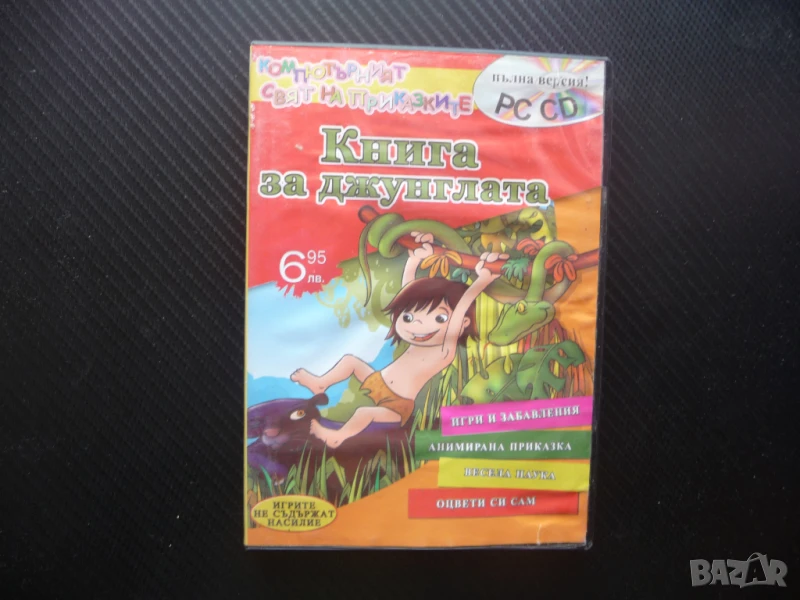 КОМПЮТЪРНИЯТ
СВЯТ НА ПРИКАЗКИТЕ
пълна версия!
PC CD
Книга
за джунглата
6 95
лв.
ИГРИ И ЗАБАВЛЕНИЯ
АНИМИРАНА ПРИКАЗКА
ВЕСЕЛА НАУКА
ОЦВЕТИ СИ САМ
ИГРИТЕ
НЕ СЪДЪРЖАТ
НАСИЛИЕ
BAZAR